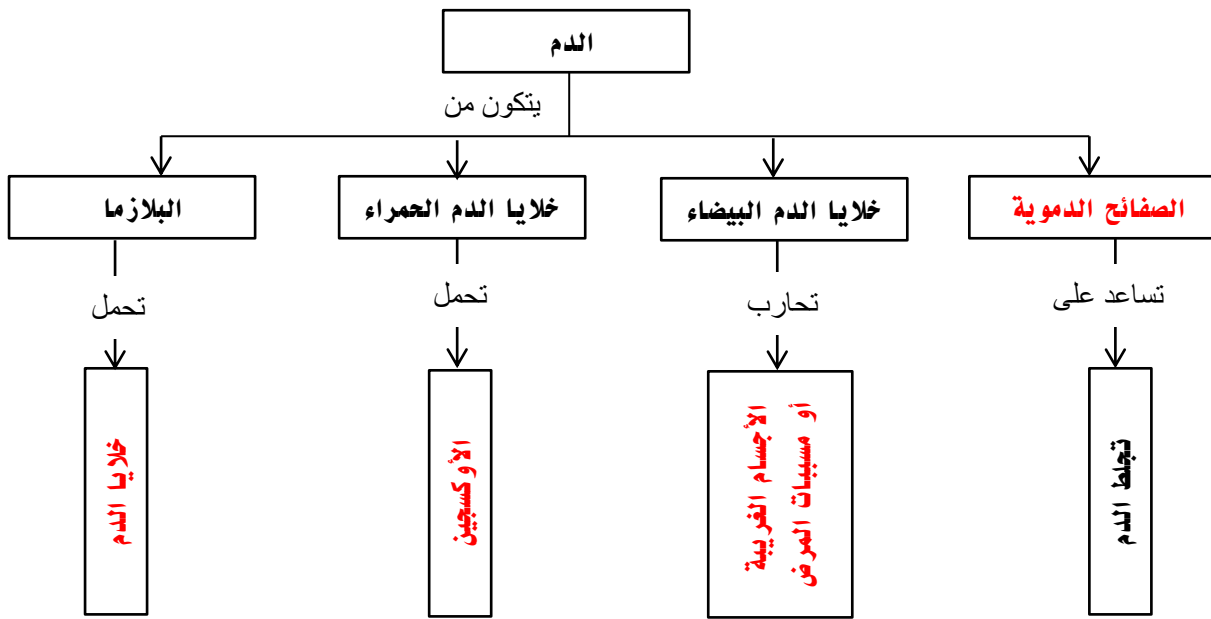 الدم
يتكون من
الصفائح الدموية
خلايا الدم البيضاء
خلايا الدم الحمراء
البلازما
تساعد على
تحارب
تحمل
تحمل
تجلط الدم
الأجسام الغريبة
أو مسببات المرض
الأوكسجين
خلايا الدم